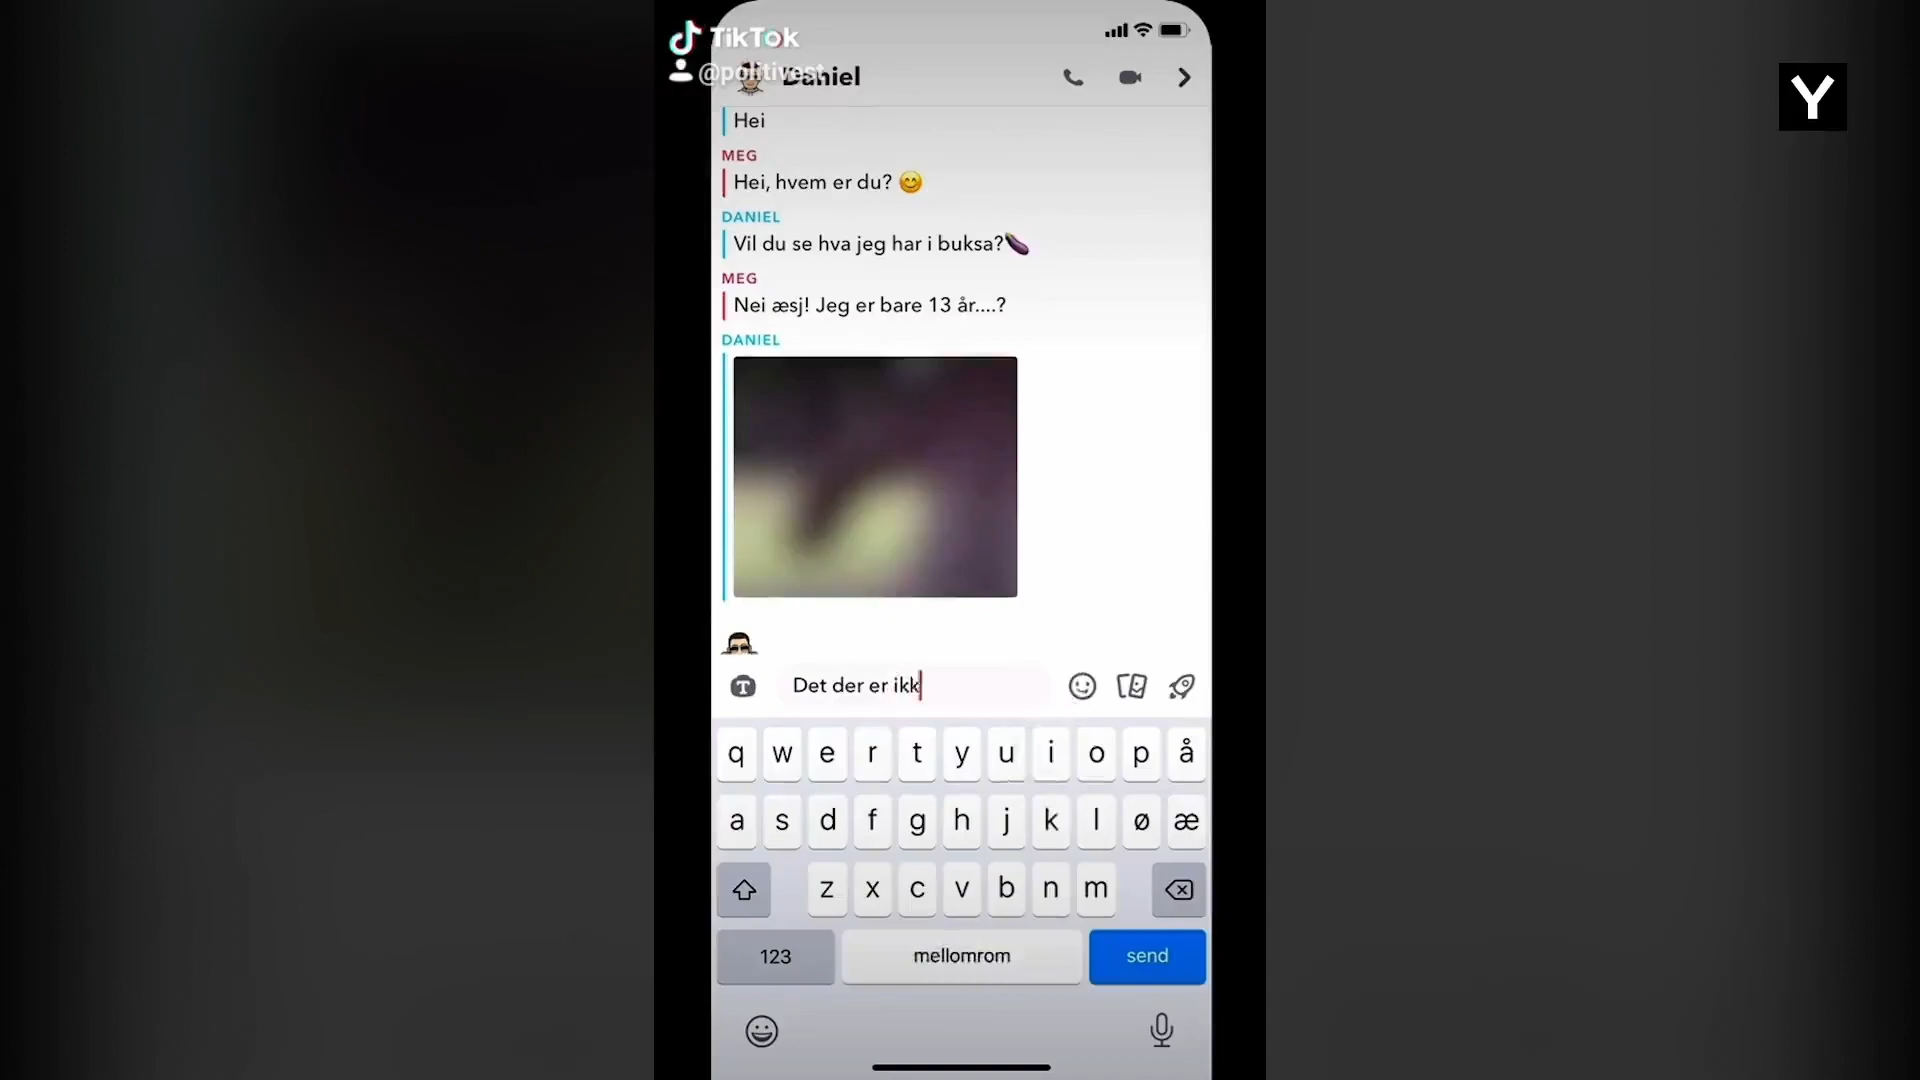 TikTok
@politivest
Daniel
Y
Hei
MEG
Hei, hvem er du? 😊
DANIEL
Vil du se hva jeg har i buksa?🍆
MEG
Nei æsj! Jeg er bare 13 år....?
DANIEL
T
Det der er ikk
q w e r t y u i o p å
a s d f g h j k l ø æ
z x c v b n m
123 mellomrom send